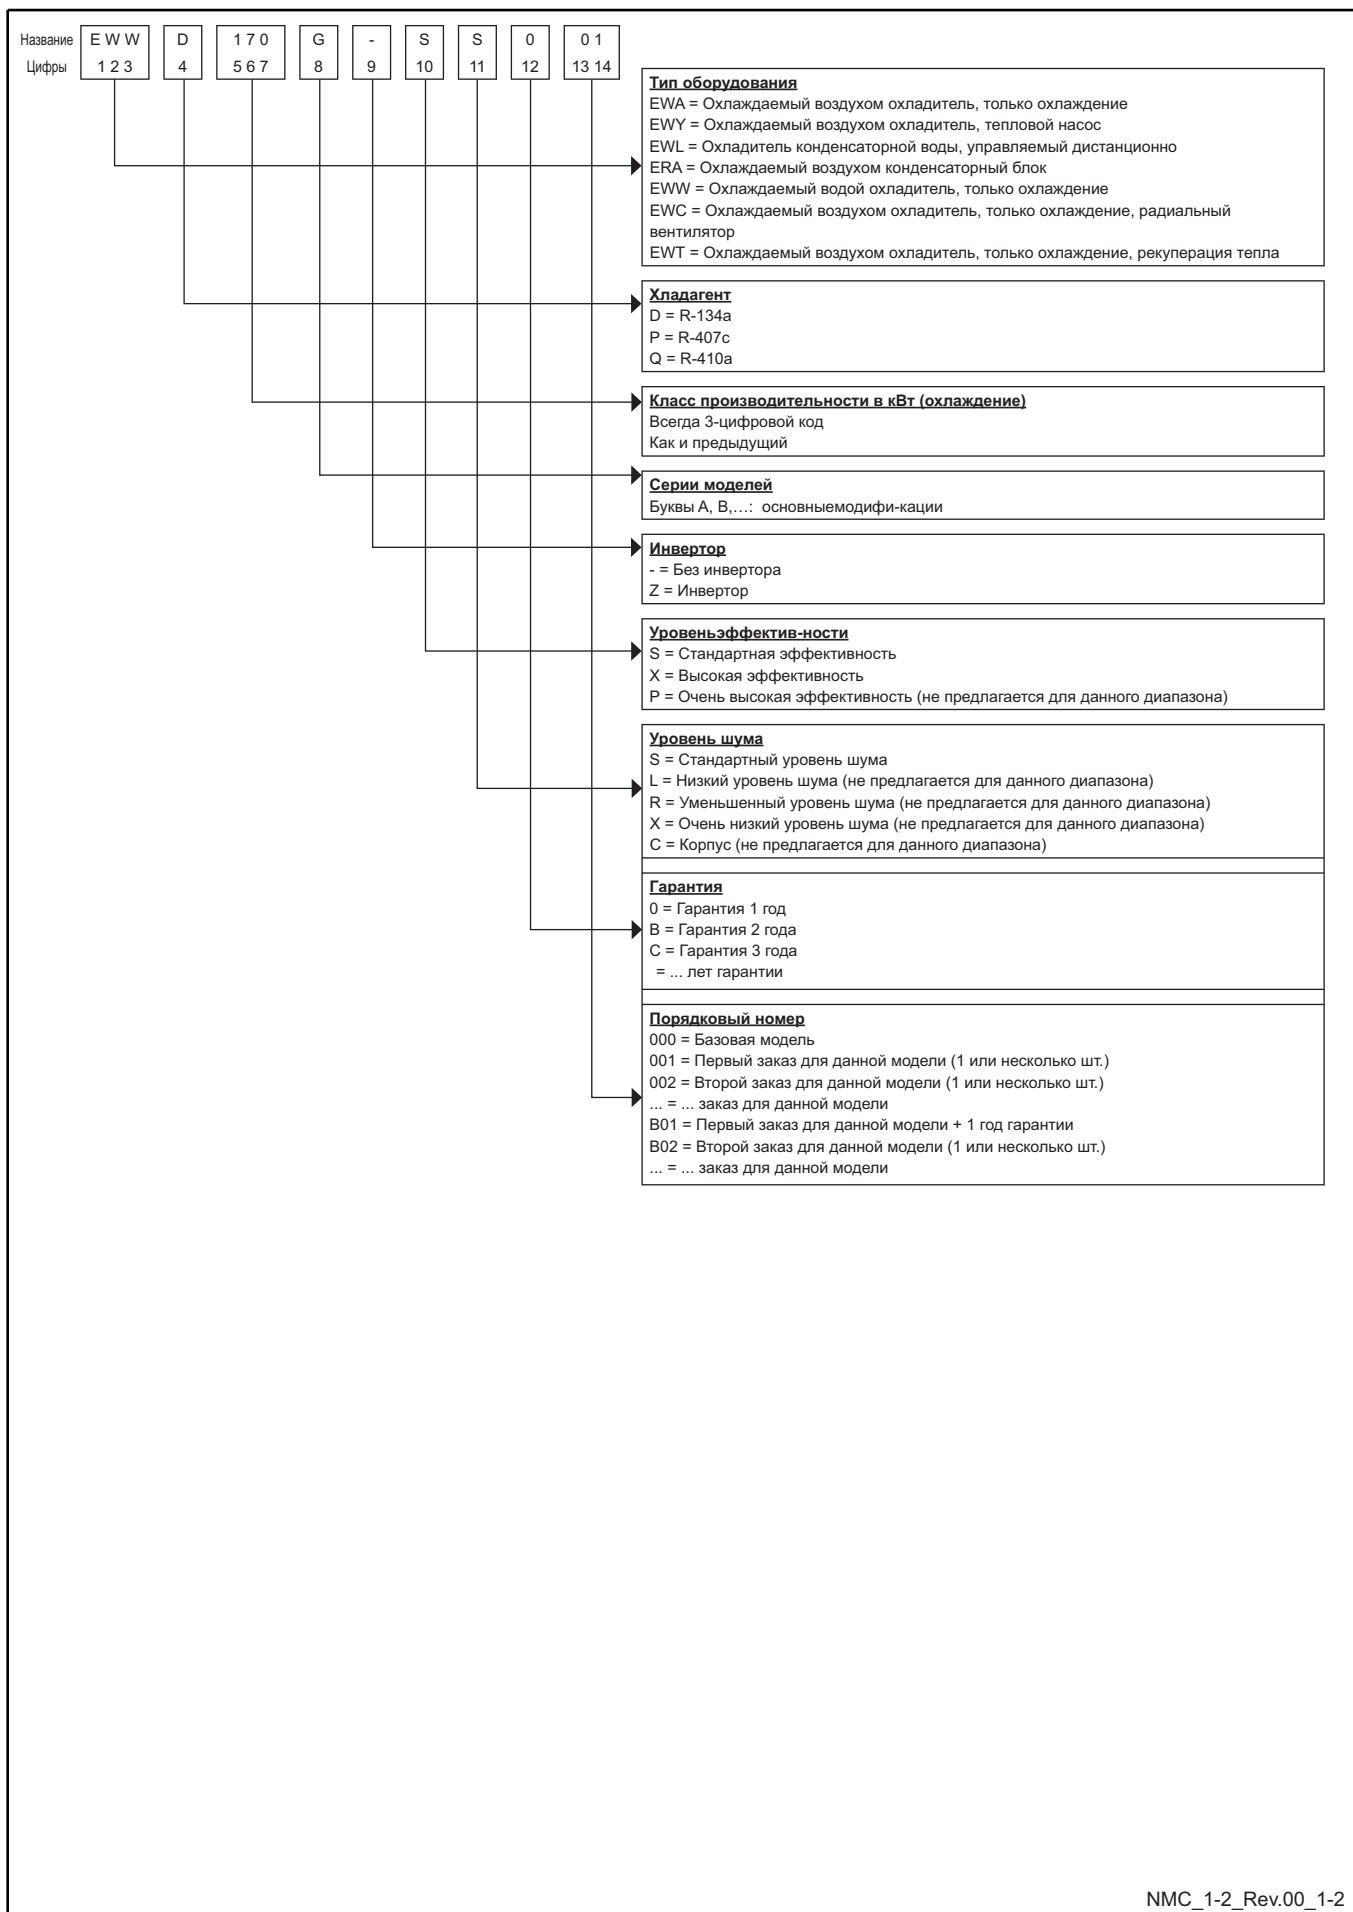 Название E W W D 1 7 0 G - S S 0 0 1
Цифры 1 2 3 4 5 6 7 8 9 10 11 12 13 14
Тип оборудования
EWA = Охлаждаемый воздухом охладитель, только охлаждение
EWY = Охлаждаемый воздухом охладитель, тепловой насос
EWL = Охладитель конденсаторной воды, управляемый дистанционно
ERA = Охлаждаемый воздухом конденсаторный блок
EWW = Охлаждаемый водой охладитель, только охлаждение
EWC = Охлаждаемый воздухом охладитель, только охлаждение, радиальный
вентилятор
EWT = Охлаждаемый воздухом охладитель, только охлаждение, рекуперация тепла
Хладагент
D = R-134a
P = R-407c
Q = R-410a
Класс производительности в кВт (охлаждение)
Всегда 3-цифровой код
Как и предыдущий
Серии моделей
Буквы A, B,…: основныемодифи-кации
Инвертор
- = Без инвертора
Z = Инвертор
Уровеньэффектив-ности
S = Стандартная эффективность
X = Высокая эффективность
P = Очень высокая эффективность (не предлагается для данного диапазона)
Уровень шума
S = Стандартный уровень шума
L = Низкий уровень шума (не предлагается для данного диапазона)
R = Уменьшенный уровень шума (не предлагается для данного диапазона)
X = Очень низкий уровень шума (не предлагается для данного диапазона)
C = Корпус (не предлагается для данного диапазона)
Гарантия
0 = Гарантия 1 год
B = Гарантия 2 года
C = Гарантия 3 года
= ... лет гарантии
Порядковый номер
000 = Базовая модель
001 = Первый заказ для данной модели (1 или несколько шт.)
002 = Второй заказ для данной модели (1 или несколько шт.)
... = ... заказ для данной модели
B01 = Первый заказ для данной модели + 1 год гарантии
B02 = Второй заказ для данной модели (1 или несколько шт.)
... = ... заказ для данной модели
NMC_1-2_Rev.00_1-2